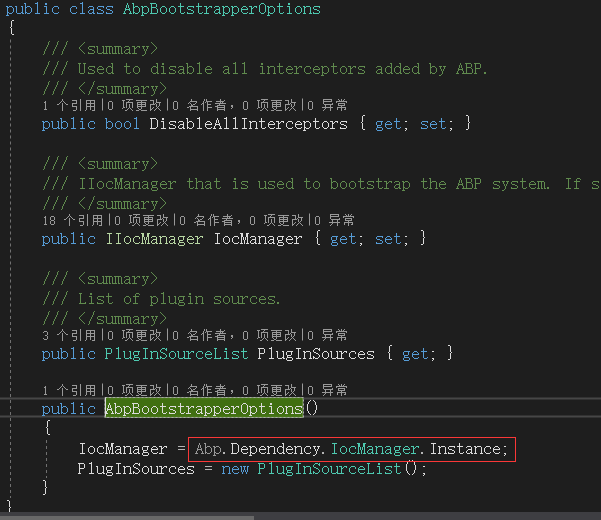 public class AbpBootstrapperOptions
{
/// <summary>
/// Used to disable all interceptors added by ABP.
/// </summary>
1 个引用|0 项更改|0 名作者，0 项更改|0 异常
public bool DisableAllInterceptors { get; set; }
/// <summary>
/// IIocManager that is used to bootstrap the ABP system. If s
/// </summary>
18 个引用|0 项更改|0 名作者，0 项更改|0 异常
public IIocManager IocManager { get; set; }
/// <summary>
/// List of plugin sources.
/// </summary>
3 个引用|0 项更改|0 名作者，0 项更改|0 异常
public PlugInSourceList PlugInSources { get; }
1 个引用|0 项更改|0 名作者，0 项更改|0 异常
public AbpBootstrapperOptions()
{
IocManager = Abp.Dependency.IocManager.Instance;
PlugInSources = new PlugInSourceList();
}
}